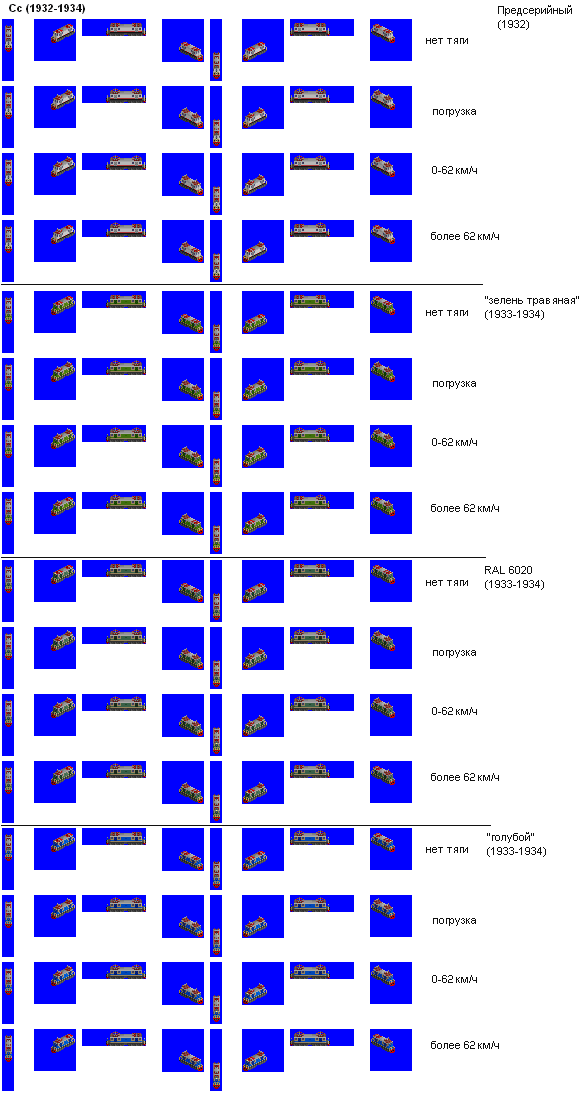 Сс (1932-1934)
Предсерийный
(1932)
нет тяги
погрузка
0-62 км/ч
более 62 км/ч
"зелень травяная"
(1933-1934)
нет тяги
погрузка
0-62 км/ч
более 62 км/ч
RAL 6020
(1933-1934)
нет тяги
погрузка
0-62 км/ч
более 62 км/ч
"голубой"
(1933-1934)
нет тяги
погрузка
0-62 км/ч
более 62 км/ч